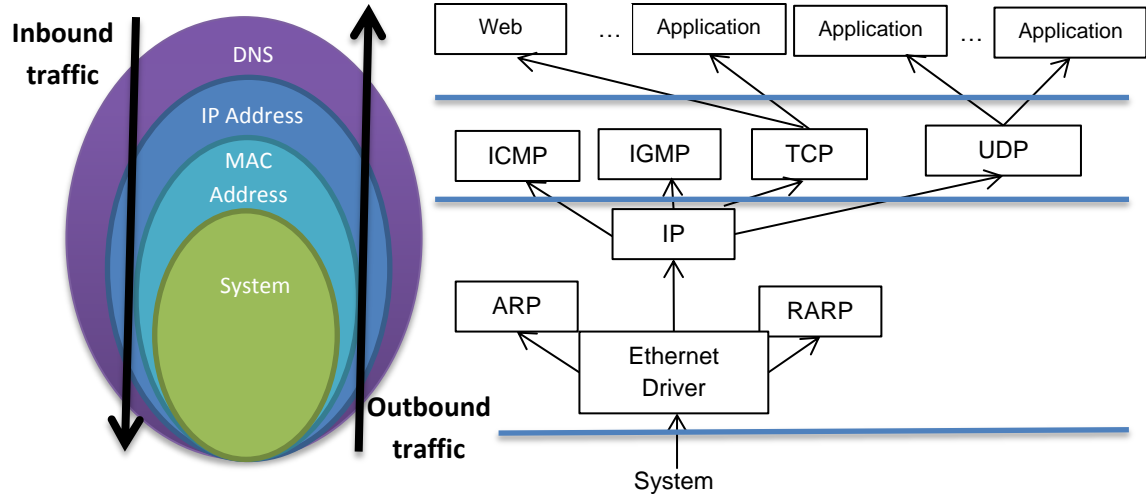 Inbound
traffic
DNS
IP Address
MAC
Address
System
Outbound
traffic
Web
...
Application
Application
...
Application
ICMP
IGMP
TCP
UDP
IP
ARP
RARP
Ethernet
Driver
System